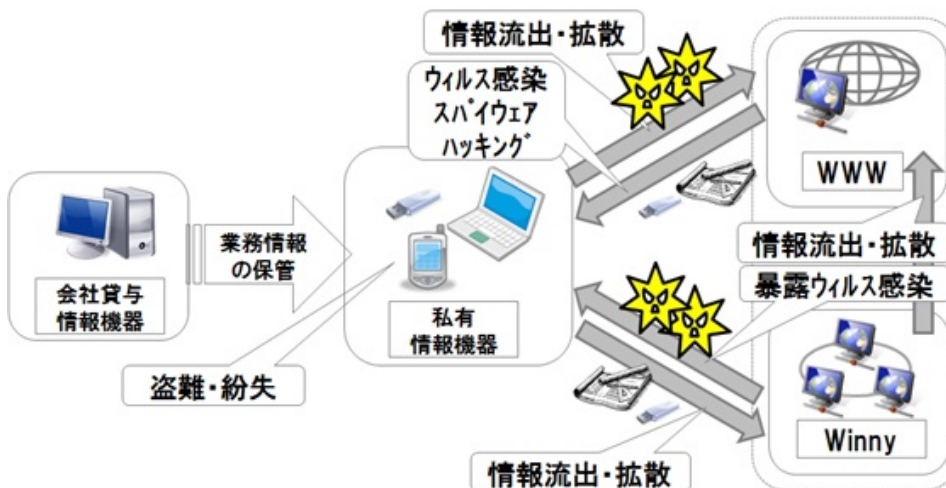 情報流出・拡散
ウィルス感染
スパイウェア
ハッキング
WWW
業務情報
の保管
会社貸与
情報機器
私有
情報機器
盗難・紛失
情報流出・拡散
暴露ウィルス感染
Winny
情報流出・拡散